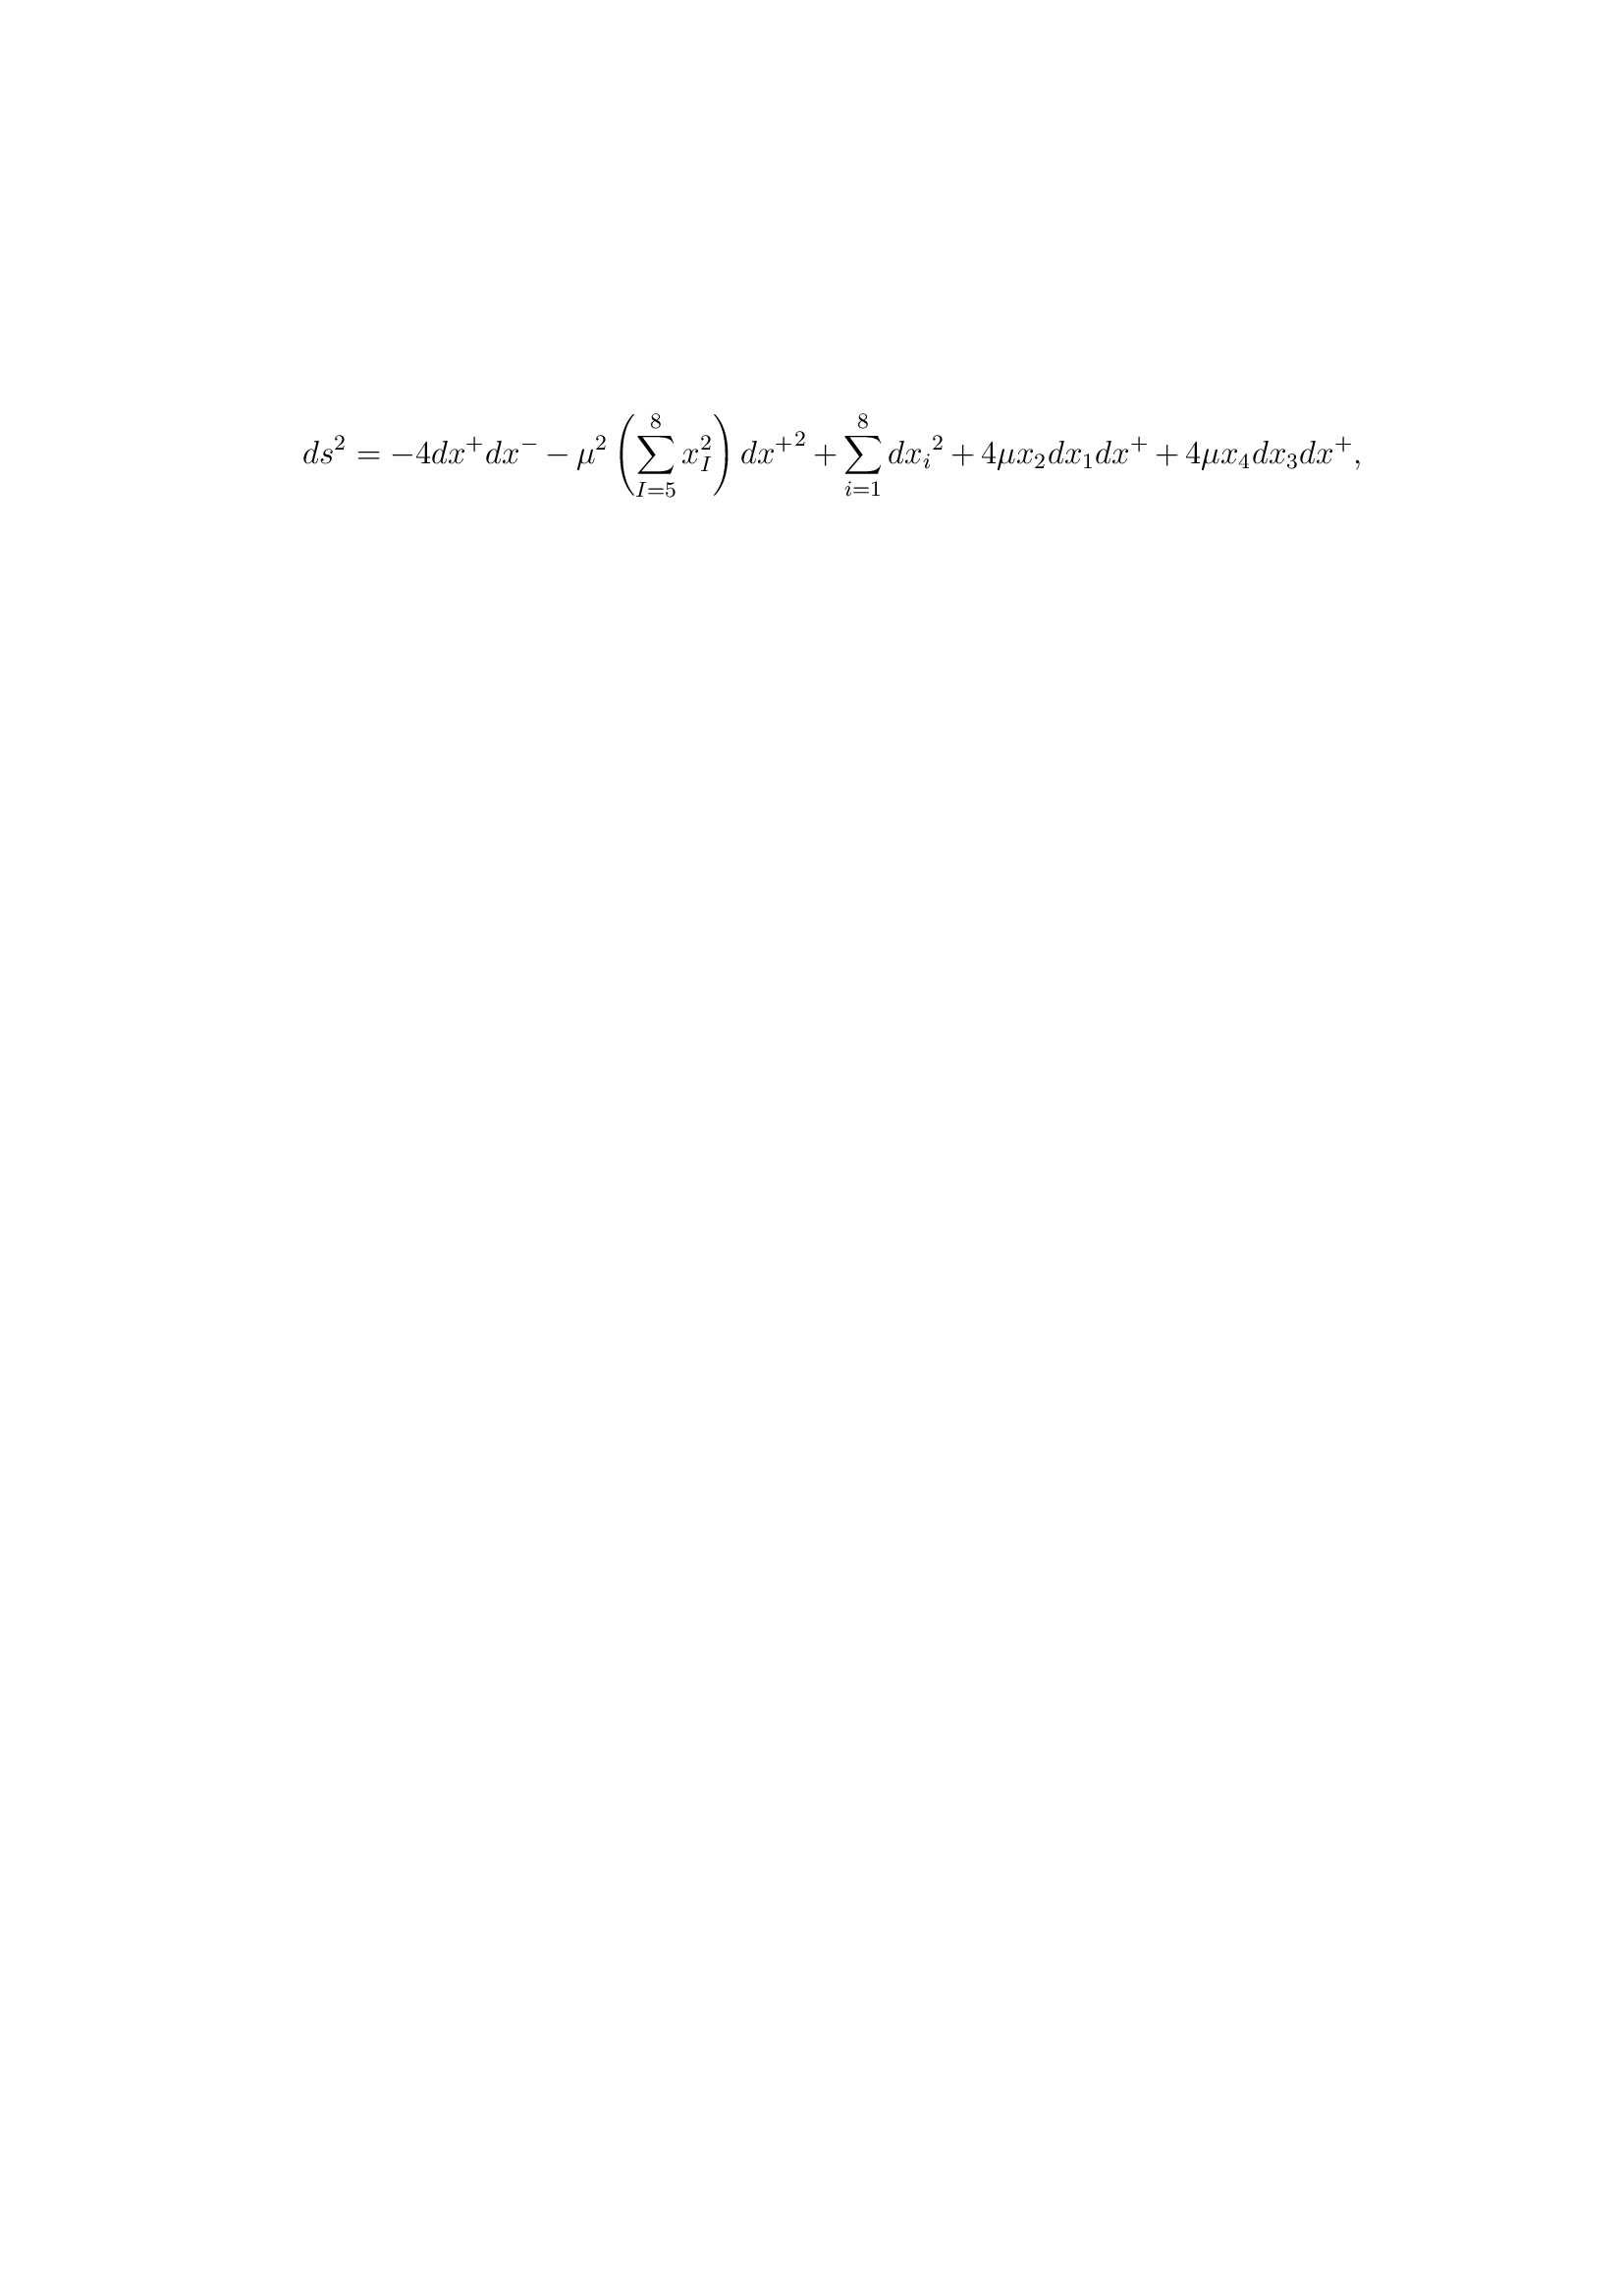 $ds^2 = -4dx^+dx^- - \mu^2 \left( \sum_{I=5}^{8} x_I^2 \right) {dx^+}^2 + \sum_{i=1}^{8} {dx_i}^2 + 4\mu x_2 dx_1 dx^+ + 4\mu x_4 dx_3 dx^+,$